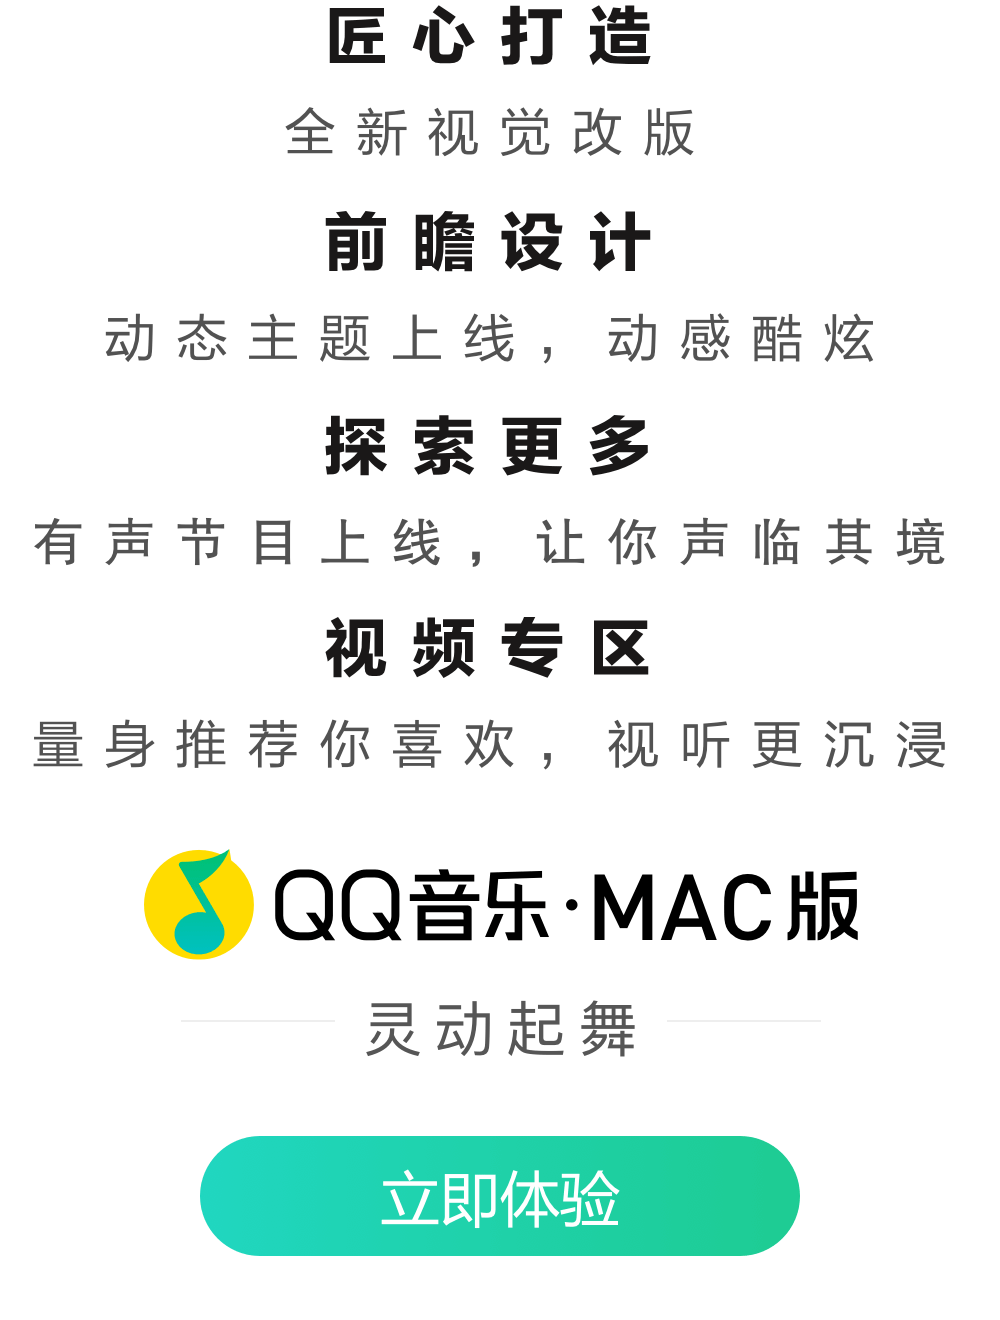 匠心打造
全新视觉改版
前瞻设计
动态主题上线，动感酷炫
探索更多
有声节目上线，让你声临其境
视频专区
量身推荐你喜欢，视听更沉浸
QQ音乐·MAC版
灵动起舞
立即体验